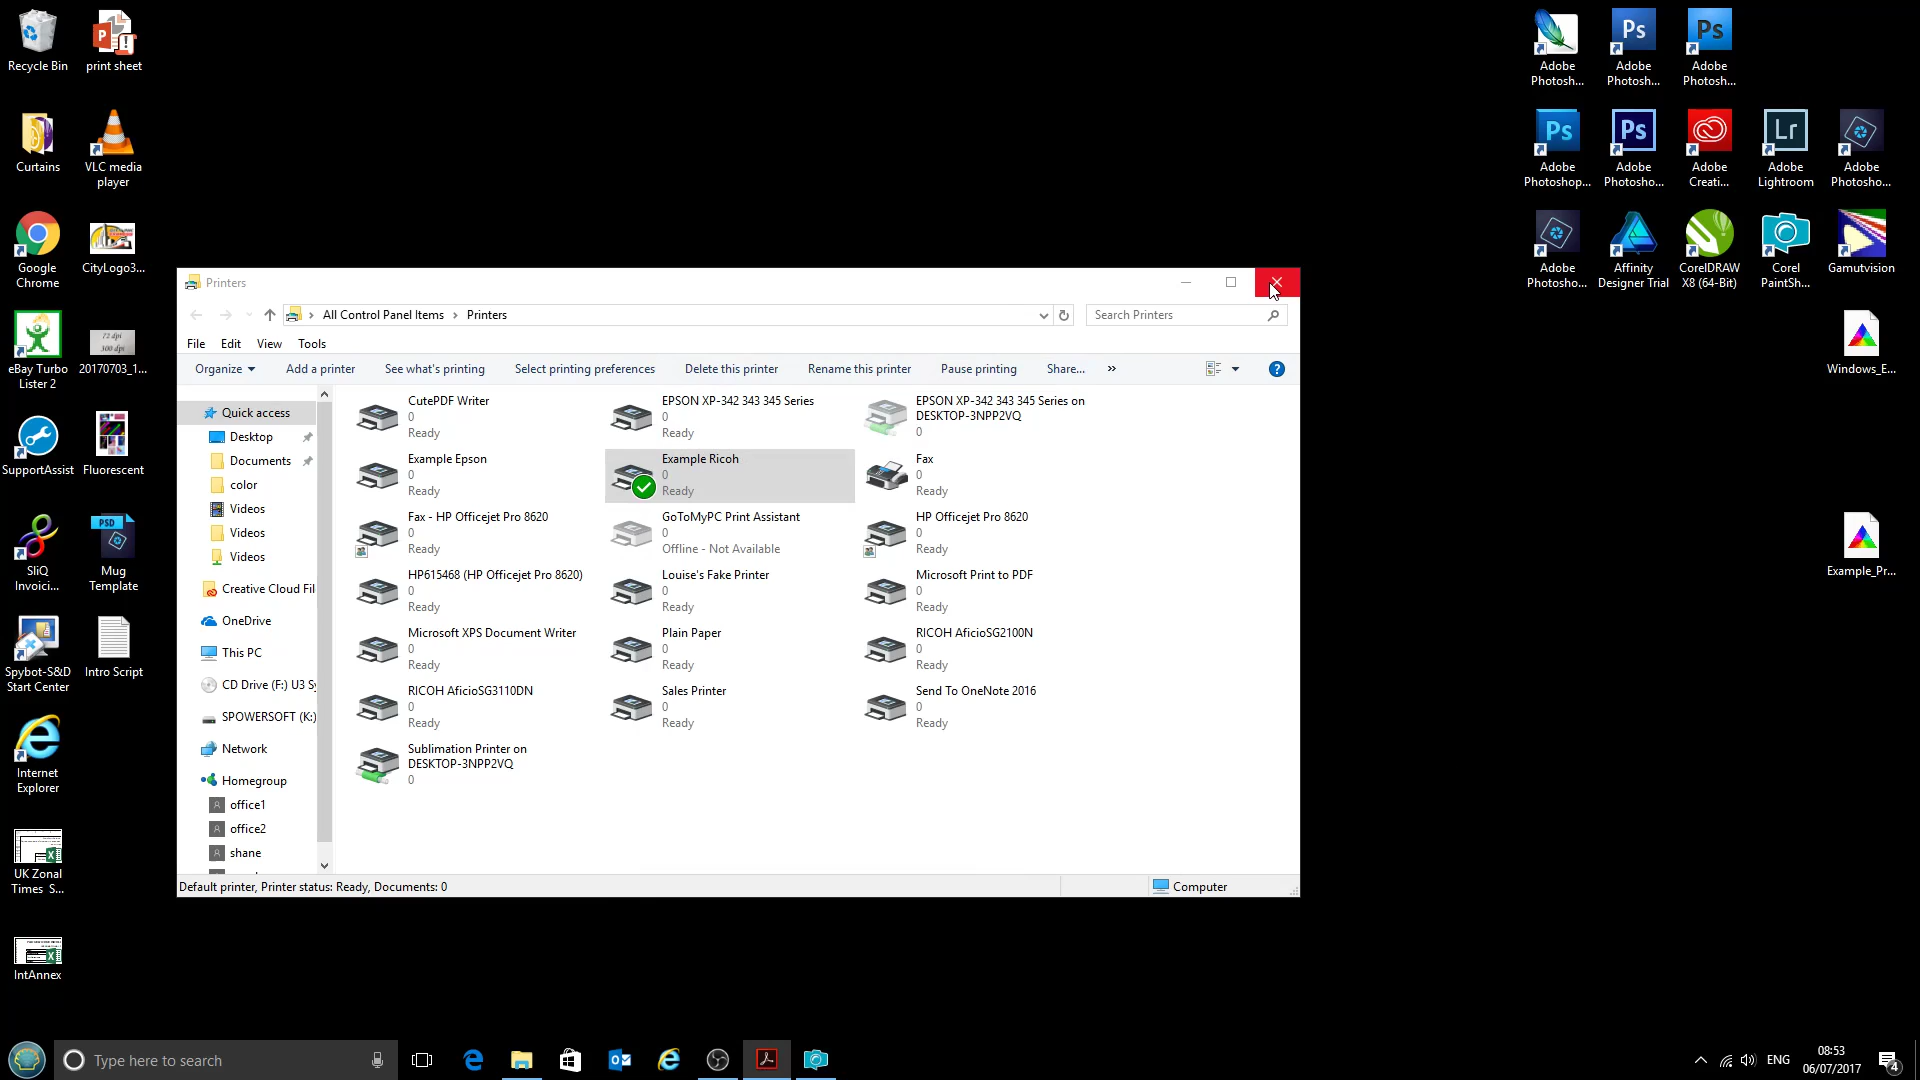 Recycle Bin
print sheet
Curtains
VLC media
player
Google
Chrome
CityLogo3...
eBay Turbo
Lister 2
20170703_1...
72 dpi
300 dpi
SupportAssist
Fluorescent
SliQ
Invoici...
PSD
Mug
Template
Spybot-S&D
Start Center
Intro Script
Internet
Explorer
UK Zonal
Times S...
IntAnnex
Adobe
Photosh...
Ps
Adobe
Photosh...
Ps
Adobe
Photosh...
Ps
Adobe
Photoshop...
Ps
Adobe
Photosho...
Adobe
Creati...
Lr
Adobe
Lightroom
Adobe
Photosho...
Adobe
Photosho...
Affinity
Designer Trial
CorelDRAW
X8 (64-Bit)
Corel
PaintSh...
Gamutvision
Windows_E...
Example_Pr...
Printers
All Control Panel Items > Printers
Search Printers
File Edit View Tools
Organize Add a printer See what's printing Select printing preferences Delete this printer Rename this printer Pause printing Share... »
Quick access
Desktop
Documents
color
Videos
Videos
Videos
Creative Cloud Fil
OneDrive
This PC
CD Drive (F:) U3 Sy
SPOWERSOFT (K:)
Network
Homegroup
office1
office2
shane
CutePDF Writer
0
Ready
EPSON XP-342 343 345 Series
0
Ready
EPSON XP-342 343 345 Series on
DESKTOP-3NPP2VQ
0
Example Epson
0
Ready
Example Ricoh
0
Ready
Fax
0
Ready
Fax - HP Officejet Pro 8620
0
Ready
GoToMyPC Print Assistant
0
Offline - Not Available
HP Officejet Pro 8620
0
Ready
HP615468 (HP Officejet Pro 8620)
0
Ready
Louise's Fake Printer
0
Ready
Microsoft Print to PDF
0
Ready
Microsoft XPS Document Writer
0
Ready
Plain Paper
0
Ready
RICOH AficioSG2100N
0
Ready
RICOH AficioSG3110DN
0
Ready
Sales Printer
0
Ready
Send To OneNote 2016
0
Ready
Sublimation Printer on
DESKTOP-3NPP2VQ
0
Default printer, Printer status: Ready, Documents: 0
Computer
Type here to search
ENG
08:53
06/07/2017
4